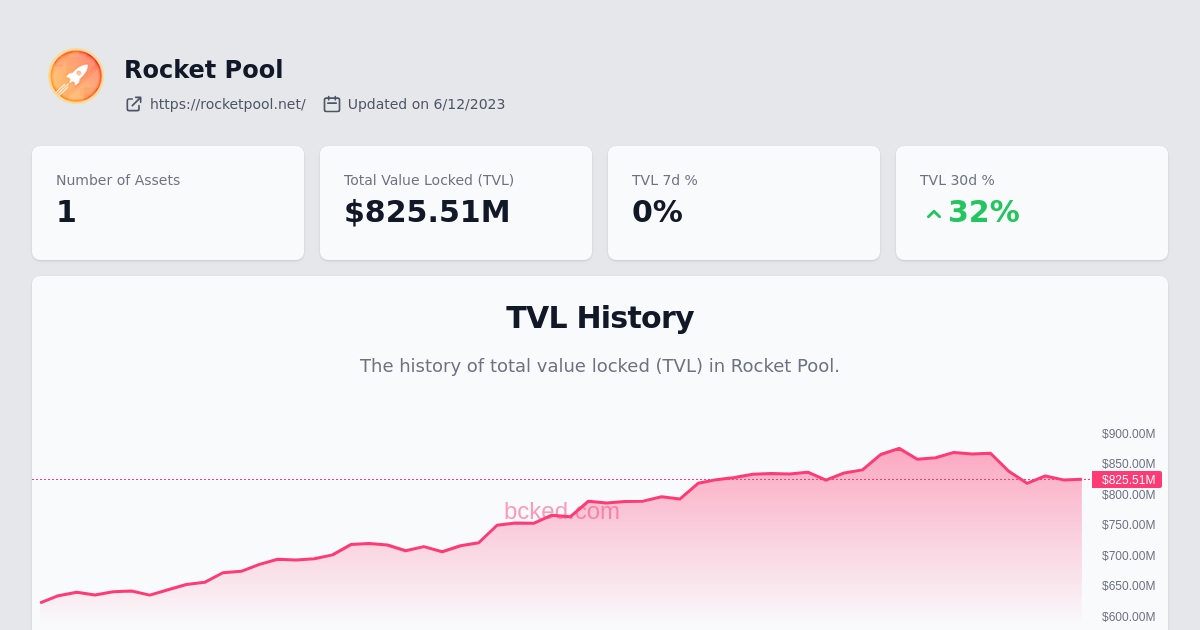 Rocket Pool
https://rocketpool.net/ Updated on 6/12/2023
Number of Assets
1
Total Value Locked (TVL)
$825.51M
TVL 7d %
0%
TVL 30d %
32%
TVL History
The history of total value locked (TVL) in Rocket Pool.
bcked.com
$900.00M
$850.00M
$825.51M
$800.00M
$750.00M
$700.00M
$650.00M
$600.00M